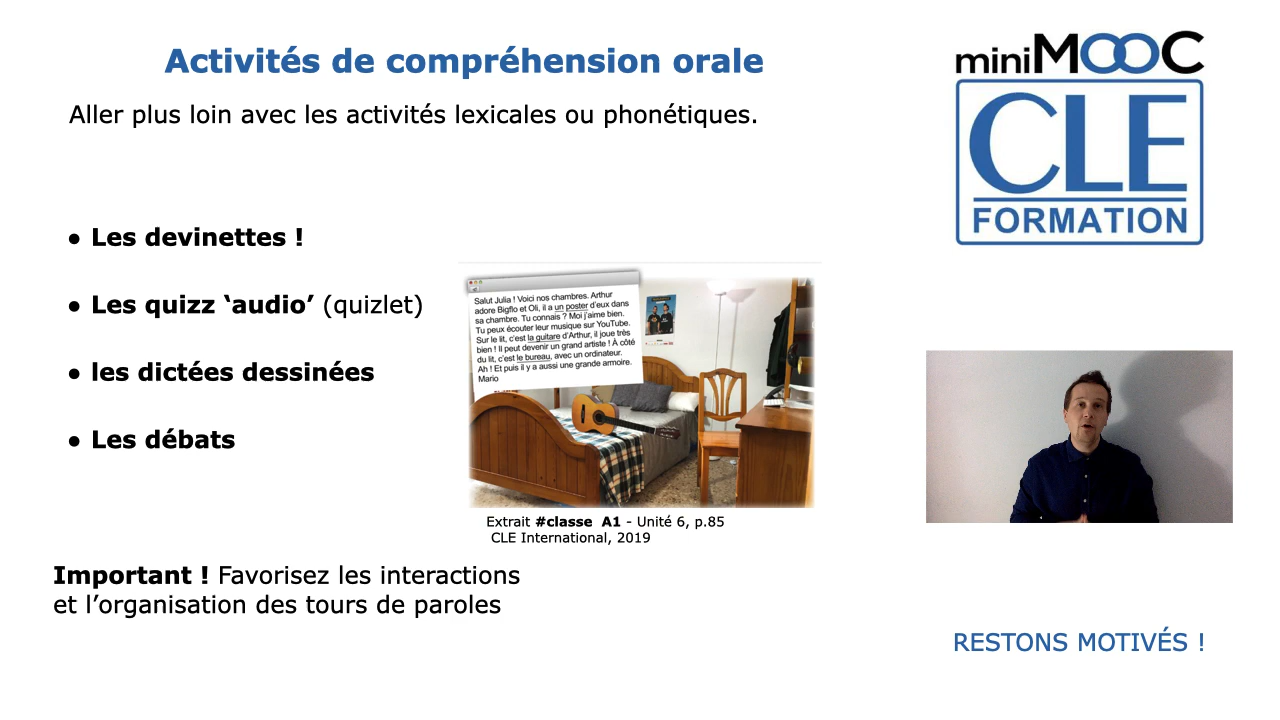 Activités de compréhension orale
Aller plus loin avec les activités lexicales ou phonétiques.
miniMOOC
CLE
FORMATION
● Les devinettes !
● Les quizz ‘audio’ (quizlet)
● les dictées dessinées
● Les débats
Salut Julia ! Voici nos chambres. Arthur
adore Bigflo et Oli, il a un poster d'eux dans
sa chambre. Tu connais ? Moi j'aime bien.
Tu peux écouter leur musique sur YouTube.
Sur le lit, c'est la guitare d'Arthur, il joue très
bien ! Il peut devenir un grand artiste ! À côté
du lit, c'est le bureau, avec un ordinateur.
Ah ! Et puis il y a aussi une grande armoire.
Mario
Extrait #classe A1 - Unité 6, p.85
CLE International, 2019
Important ! Favorisez les interactions
et l’organisation des tours de paroles
RESTONS MOTIVÉS !